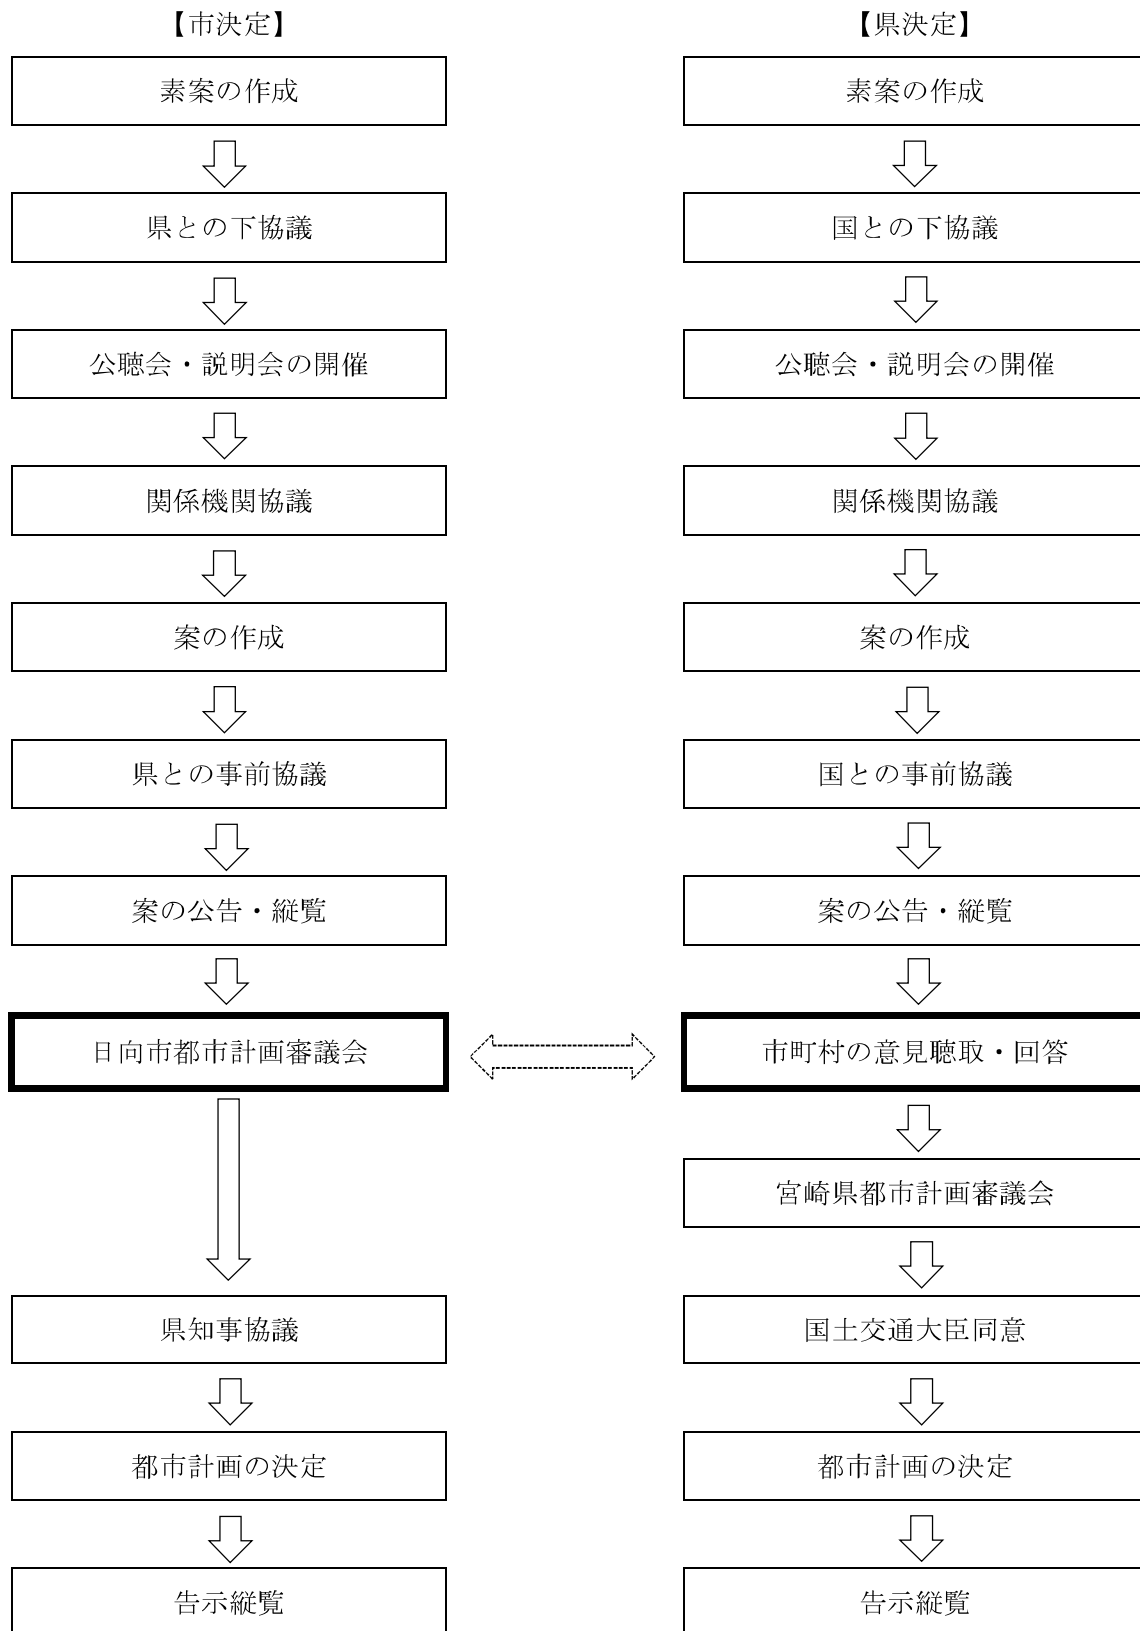 【市決定】
素案の作成
県との下協議
公聴会・説明会の開催
関係機関協議
案の作成
県との事前協議
案の公告・縦覧
日向市都市計画審議会
県知事協議
都市計画の決定
告示縦覧
【県決定】
素案の作成
国との下協議
公聴会・説明会の開催
関係機関協議
案の作成
国との事前協議
案の公告・縦覧
市町村の意見聴取・回答
宮崎県都市計画審議会
国土交通大臣同意
都市計画の決定
告示縦覧